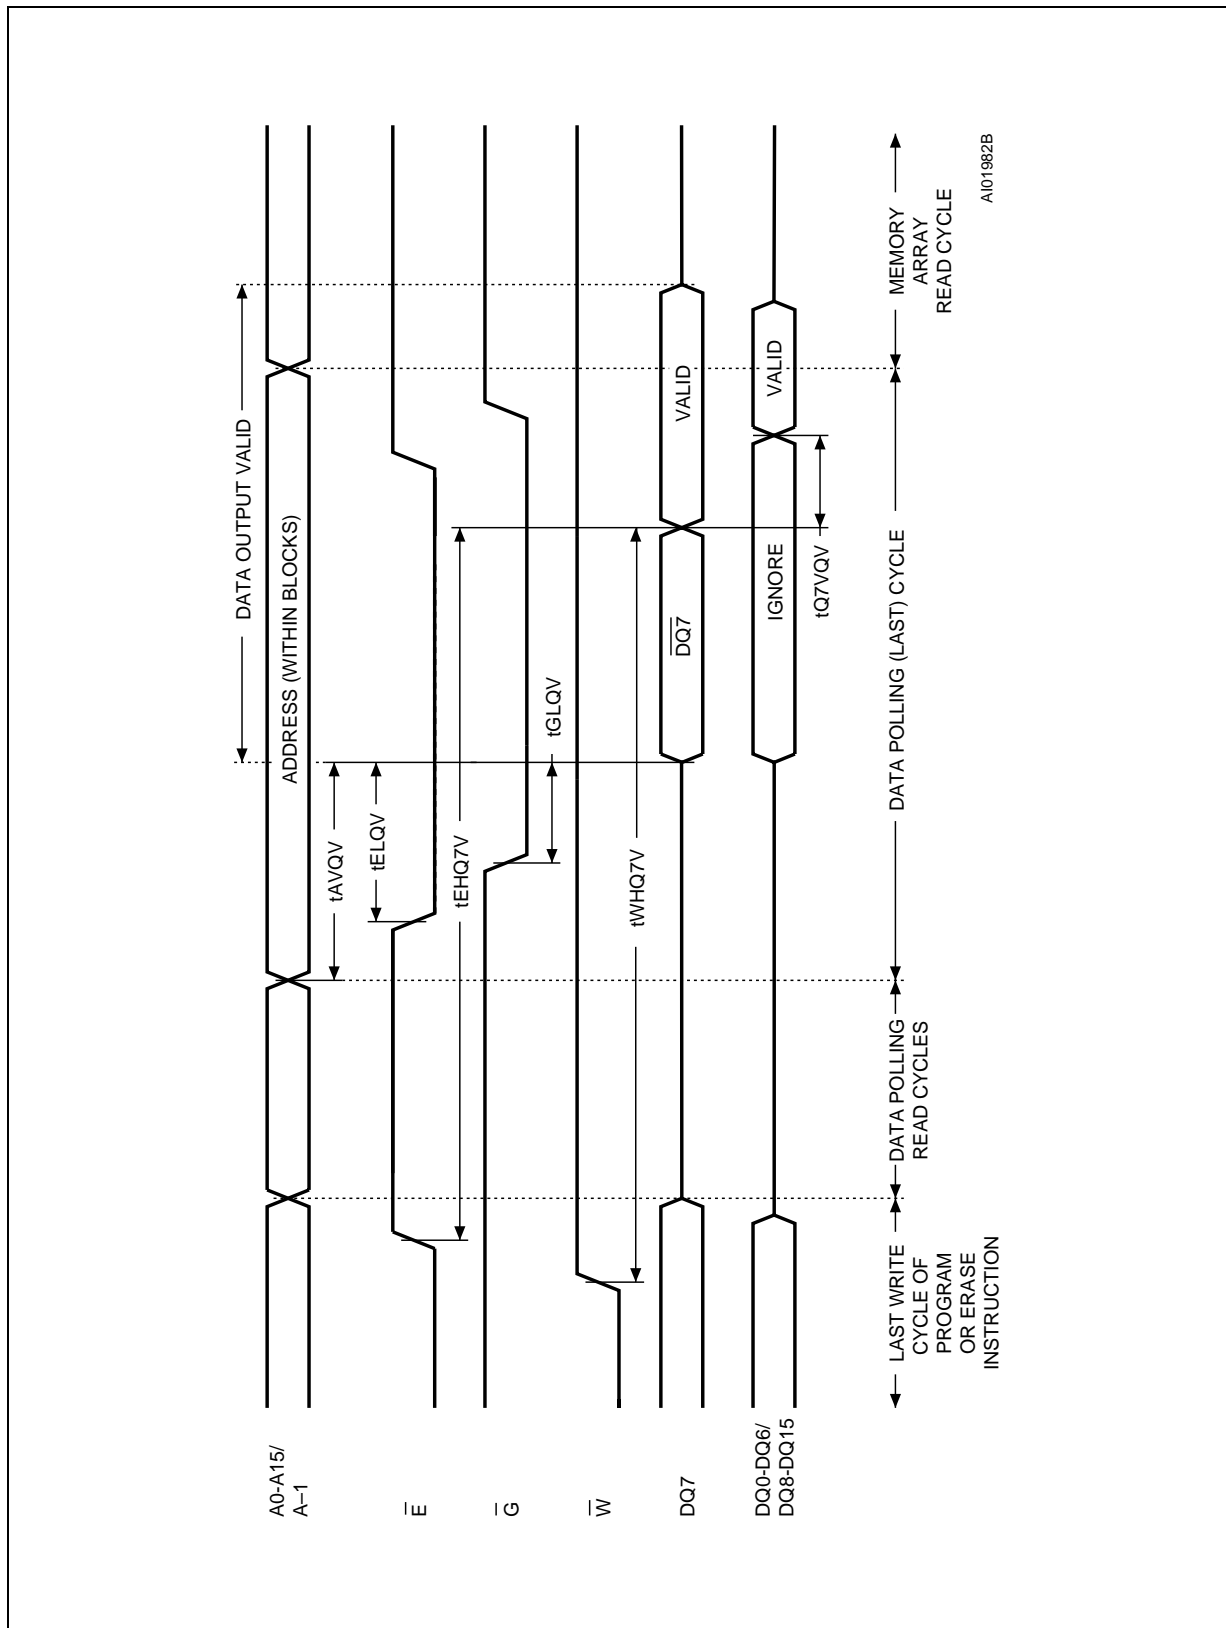 DATA OUTPUT VALID
A0-A15/
A–1
ADDRESS (WITHIN BLOCKS)
tAVQV
tELQV
E
tEHQ7V
G
tGLQV
W
tWHQ7V
DQ7
DQ7
VALID
DQ0-DQ6/
DQ8-DQ15
IGNORE
VALID
tQ7VQV
LAST WRITE
CYCLE OF
PROGRAM
OR ERASE
INSTRUCTION
DATA POLLING
READ CYCLES
DATA POLLING (LAST) CYCLE
MEMORY
ARRAY
READ CYCLE
AI01982B